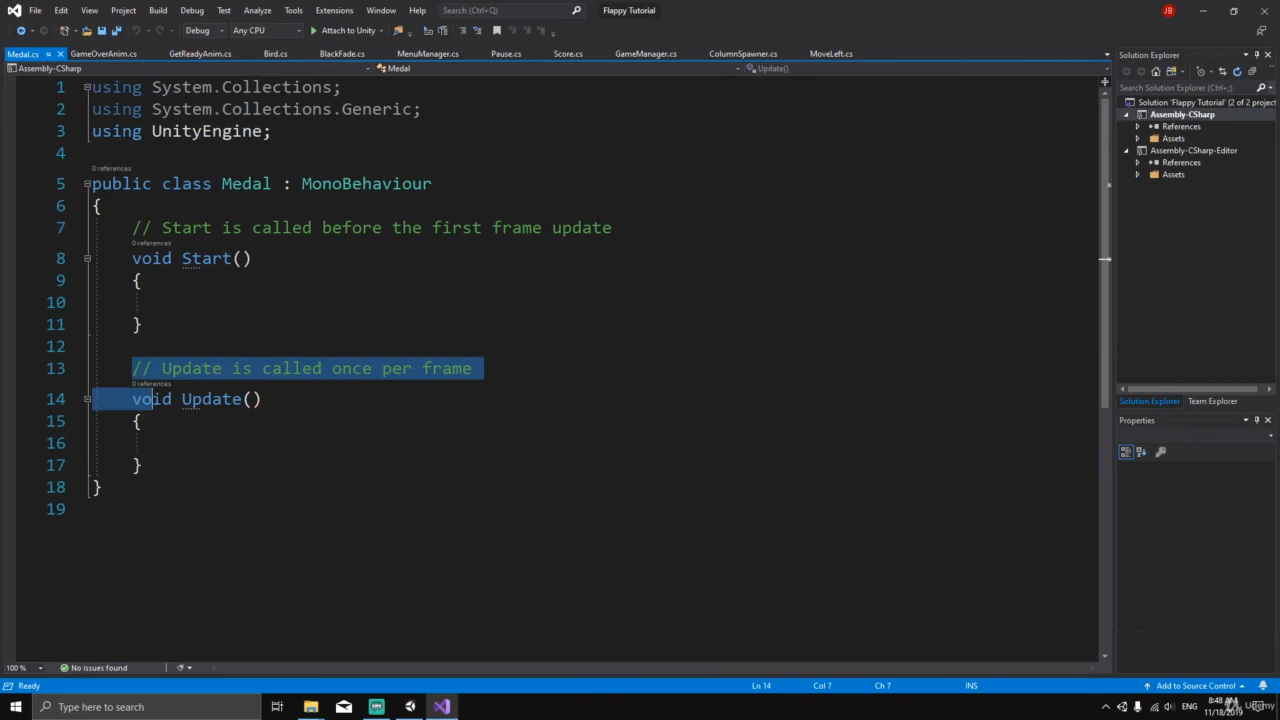 File Edit View Project Build Debug Test Analyze Tools Extensions Window Help Search (Ctrl+Q) Flappy Tutorial JB
Debug Any CPU Attach to Unity
Medal.cs GameOverAnim.cs GetReadyAnim.cs Bird.cs BlackFade.cs MenuManager.cs Pause.cs Score.cs GameManager.cs ColumnSpawner.cs MoveLeft.cs
Assembly-CSharp Medal Update()
1 using System.Collections;
2 using System.Collections.Generic;
3 using UnityEngine;
4
0 references
5 public class Medal : MonoBehaviour
6 {
7 // Start is called before the first frame update
0 references
8 void Start()
9 {
10
11 }
12
13 // Update is called once per frame
0 references
14 void Update()
15 {
16
17 }
18 }
19
Solution Explorer
Search Solution Explorer (Ctrl+;)
Solution 'Flappy Tutorial' (2 of 2 project
Assembly-CSharp
References
Assets
Assembly-CSharp-Editor
References
Assets
Solution Explorer Team Explorer
Properties
100 % No issues found
Ready Ln 14 Col 7 Ch 7 INS Add to Source Control
Type here to search ENG 8:48 AM
11/18/2019
Udemy